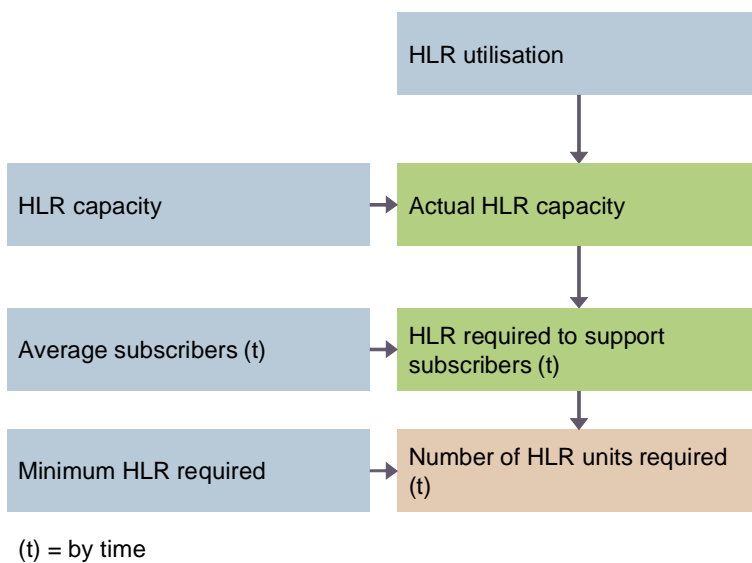 HLR utilisation
HLR capacity
Actual HLR capacity
Average subscribers (t)
HLR required to support
subscribers (t)
Minimum HLR required
Number of HLR units required
(t)
(t) = by time